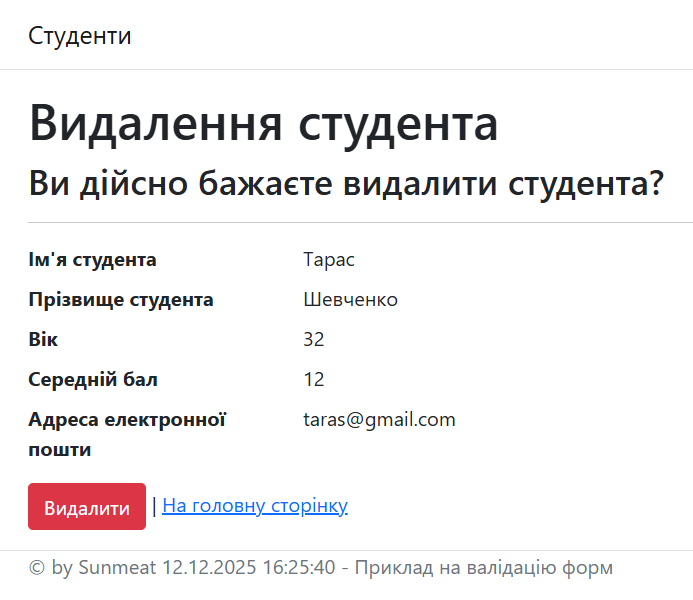 Студенти
Видалення студента
Ви дійсно бажаєте видалити студента?
Ім'я студента Тарас
Прізвище студента Шевченко
Вік 32
Середній бал 12
Адреса електронної taras@gmail.com
пошти
Видалити | На головну сторінку
© by Sunmeat 12.12.2025 16:25:40 - Приклад на валідацію форм